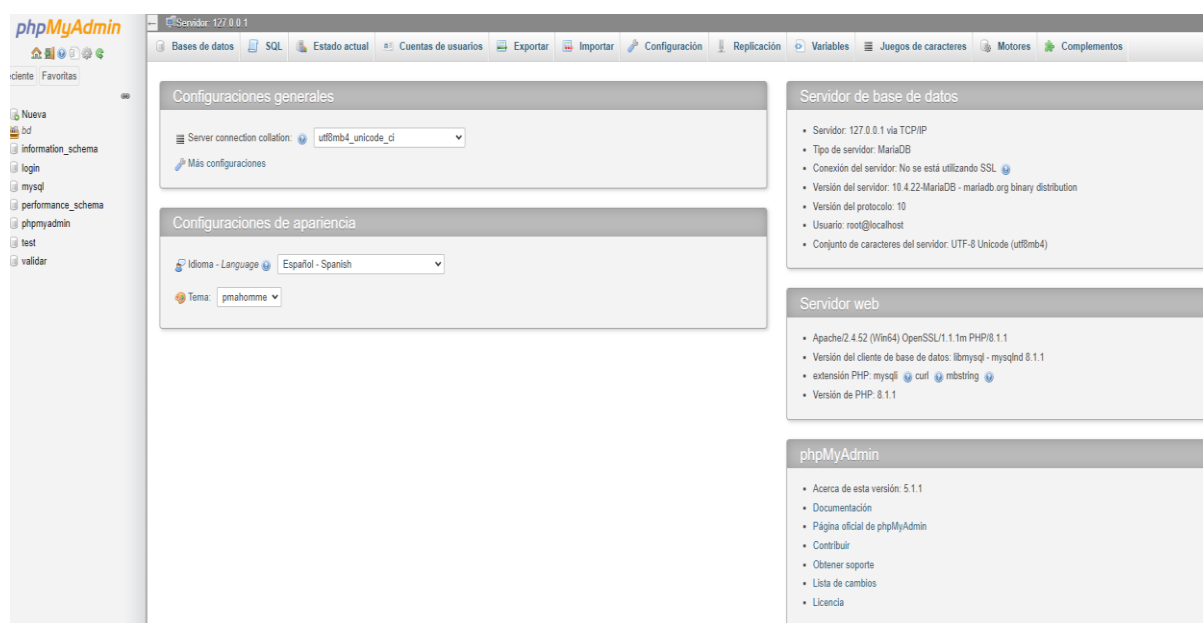 phpMyAdmin
ciente Favoritas
Nueva
bd
information_schema
login
mysql
performance_schema
phpmyadmin
test
validar
Servidor: 127.0.0.1
Bases de datos SQL Estado actual Cuentas de usuarios Exportar Importar Configuración Replicación Variables Juegos de caracteres Motores Complementos
Configuraciones generales
Server connection collation: utf8mb4_unicode_ci
Más configuraciones
Configuraciones de apariencia
Idioma - Language Español - Spanish
Tema: pmahomme
Servidor de base de datos
• Servidor: 127.0.0.1 via TCP/IP
• Tipo de servidor: MariaDB
• Conexión del servidor: No se está utilizando SSL
• Versión del servidor: 10.4.22-MariaDB - mariadb.org binary distribution
• Versión del protocolo: 10
• Usuario: root@localhost
• Conjunto de caracteres del servidor: UTF-8 Unicode (utf8mb4)
Servidor web
• Apache/2.4.52 (Win64) OpenSSL/1.1.1m PHP/8.1.1
• Versión del cliente de base de datos: libmysql - mysqlnd 8.1.1
• extensión PHP: mysqli curl mbstring
• Versión de PHP: 8.1.1
phpMyAdmin
• Acerca de esta versión: 5.1.1
• Documentación
• Página oficial de phpMyAdmin
• Contribuir
• Obtener soporte
• Lista de cambios
• Licencia